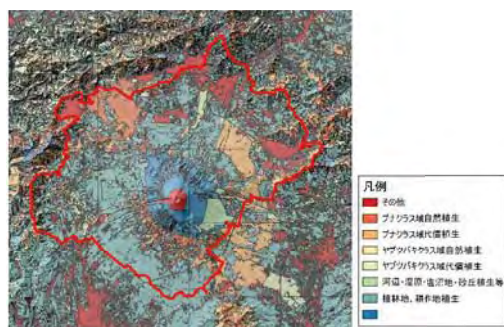 凡例
その他
ブナクラス域自然植生
ブナクラス域代償植生
ヤブツバキクラス域自然植生
ヤブツバキクラス域代償植生
河辺・湿原・塩沼地・砂丘植生等
植林地、耕作地植生